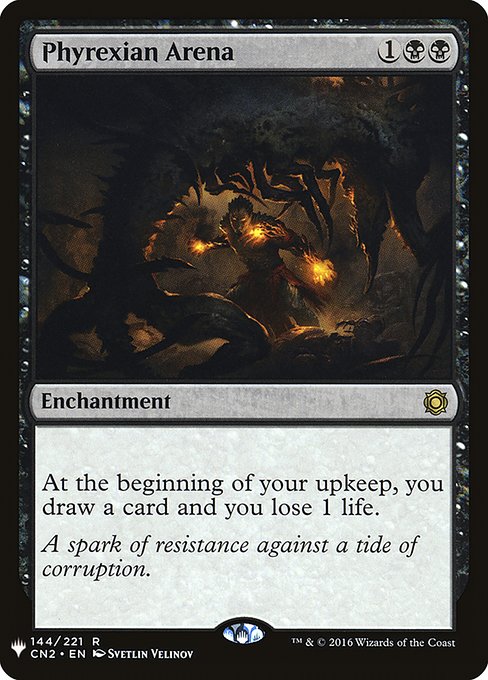 Phyrexian Arena 1
Enchantment
At the beginning of your upkeep, you
draw a card and you lose 1 life.
A spark of resistance against a tide of
corruption.
144/221 R
CN2 • EN Svetlin Velinov
™ & © 2016 Wizards of the Coast